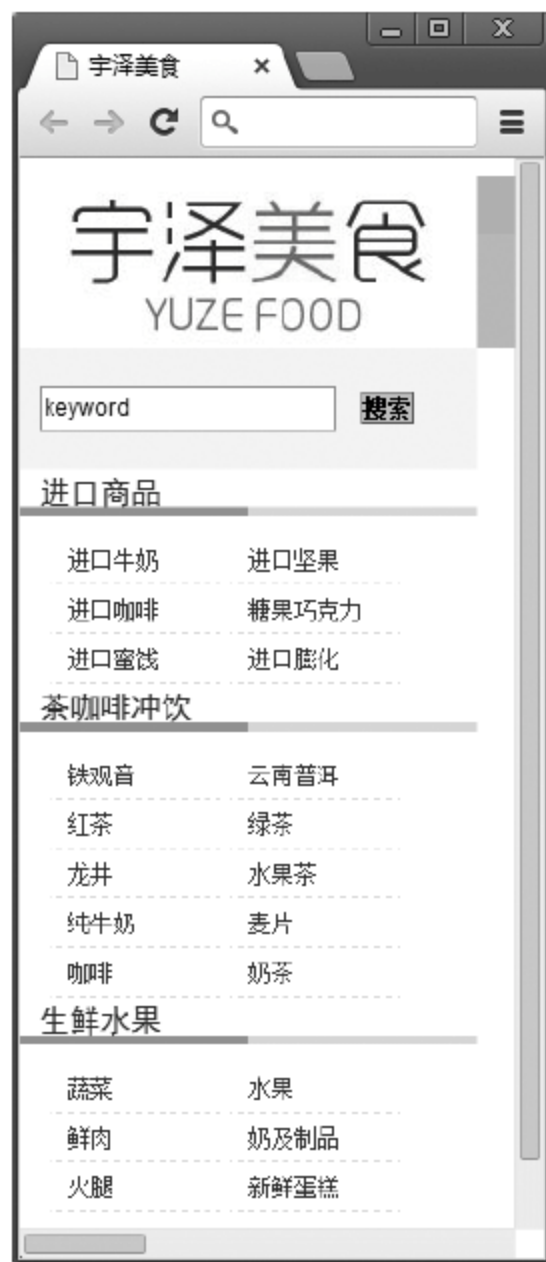 宇泽美食
宇泽美食
YUZE FOOD
keyword 搜索
进口商品
进口牛奶 进口坚果
进口咖啡 糖果巧克力
进口蜜饯 进口膨化
茶咖啡冲饮
铁观音 云南普洱
红茶 绿茶
龙井 水果茶
纯牛奶 麦片
咖啡 奶茶
生鲜水果
蔬菜 水果
鲜肉 奶及制品
火腿 新鲜蛋糕